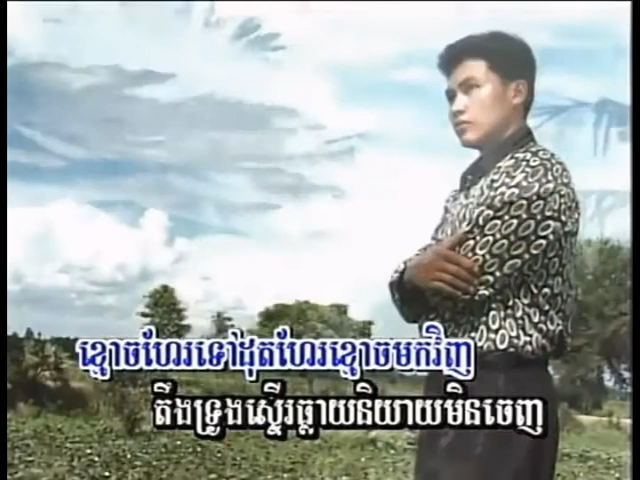 ខ្មោចហែរទៅដុតហែរខ្មោចមកវិញ
តឹងទ្រូងស្ទើរធ្លាយនិយាយមិនចេញ